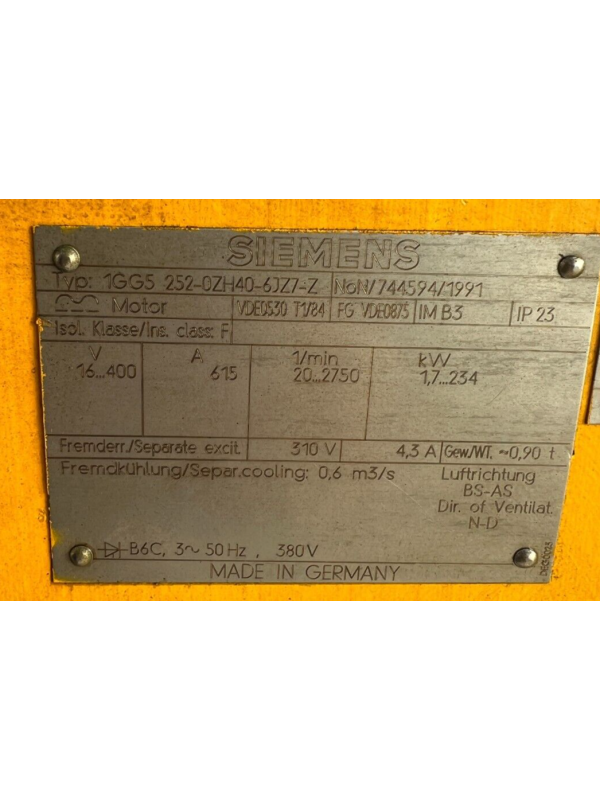 SIEMENS
Typ: 1GG5 252-0ZH40-6JZ7-Z NoN/744594/1991
Motor VDE0530 T1/84 FG VDE0875 IM B3 IP 23
Isol. Klasse/Ins. class: F
V A 1/min kW
16...400 615 20...2750 1,7...234
Fremderr./Separate excit. 310 V 4,3 A Gew./WT. ≈0,90 t
Fremdkühlung/Separ.cooling: 0,6 m3/s Luftrichtung
BS-AS
Dir. of Ventilat.
N-D
B6C, 3~ 50Hz, 380V
MADE IN GERMANY